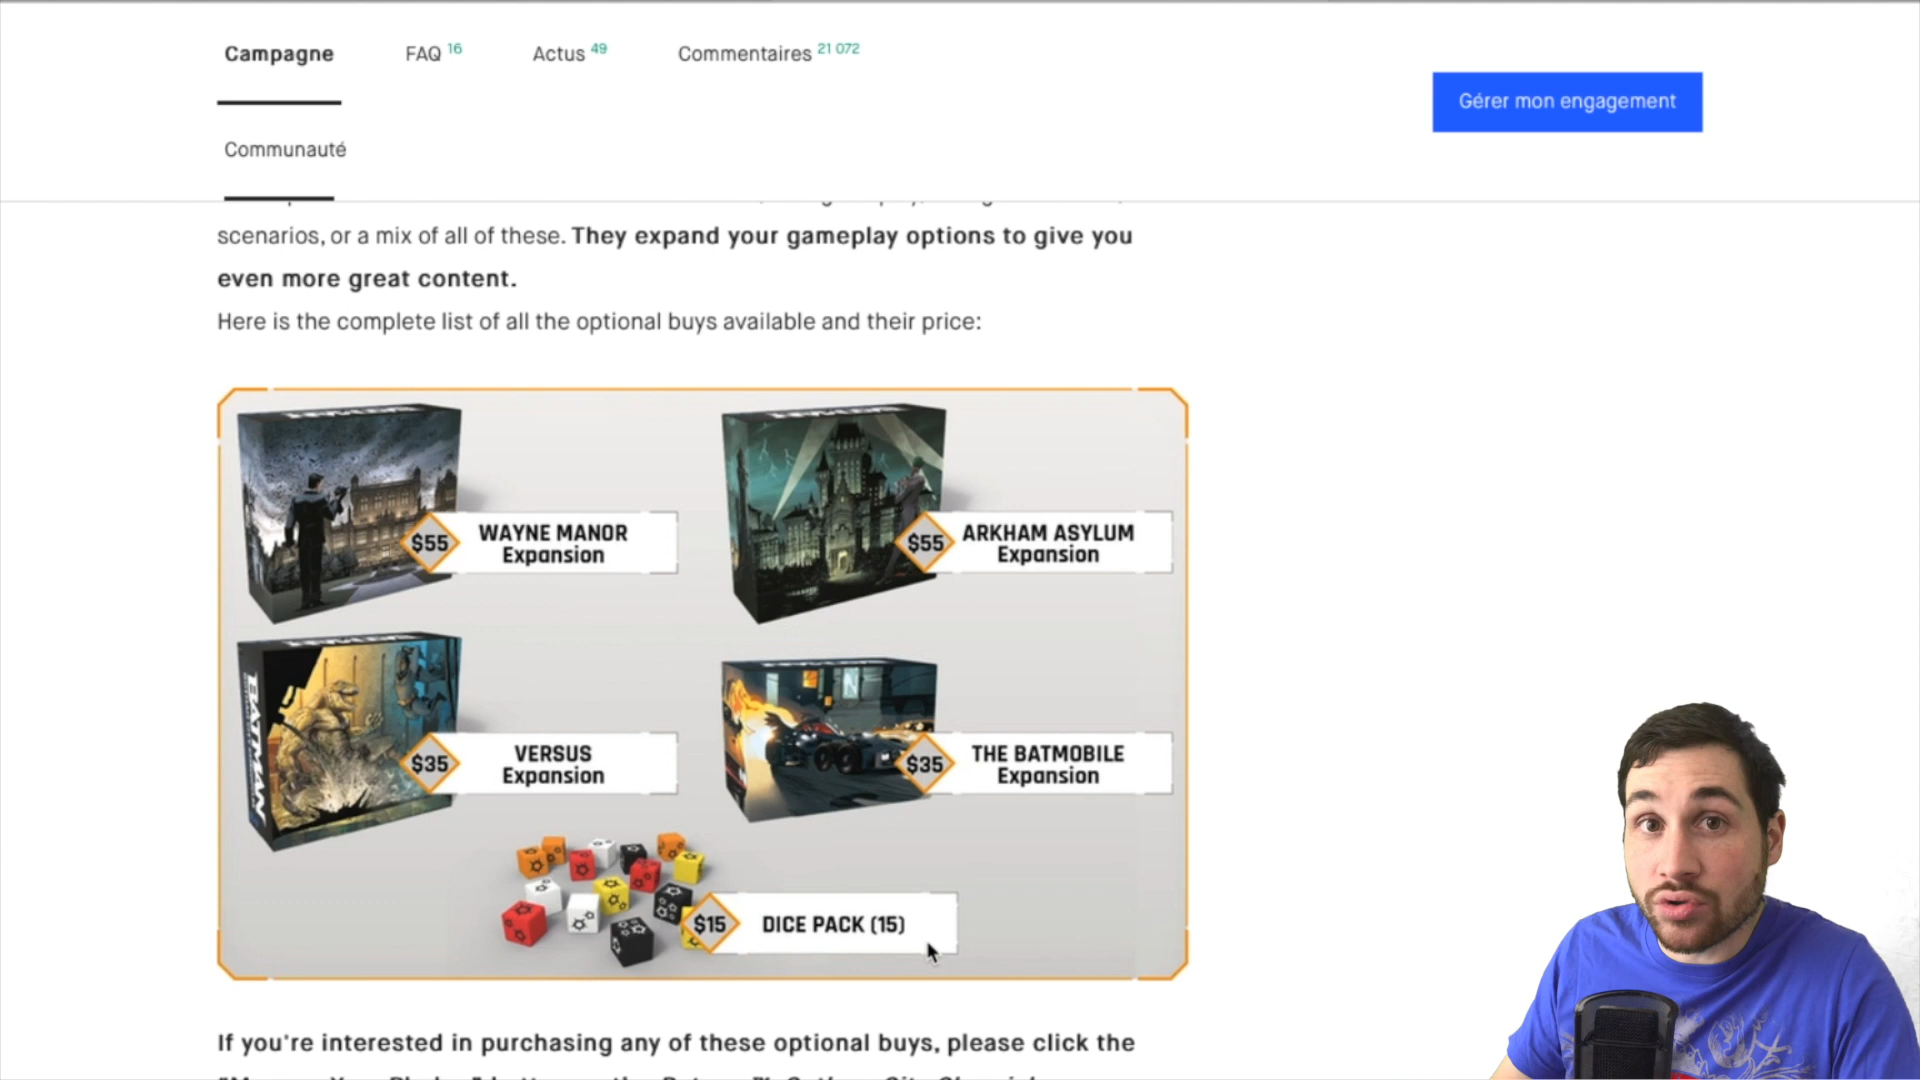 Campagne
FAQ 16
Actus 49
Commentaires 21 072
Gérer mon engagement
Communauté
scenarios, or a mix of all of these. They expand your gameplay options to give you
even more great content.
Here is the complete list of all the optional buys available and their price:
$55
WAYNE MANOR
Expansion
$55
ARKHAM ASYLUM
Expansion
BATMAN
$35
VERSUS
Expansion
$35
THE BATMOBILE
Expansion
$15
DICE PACK (15)
If you're interested in purchasing any of these optional buys, please click the